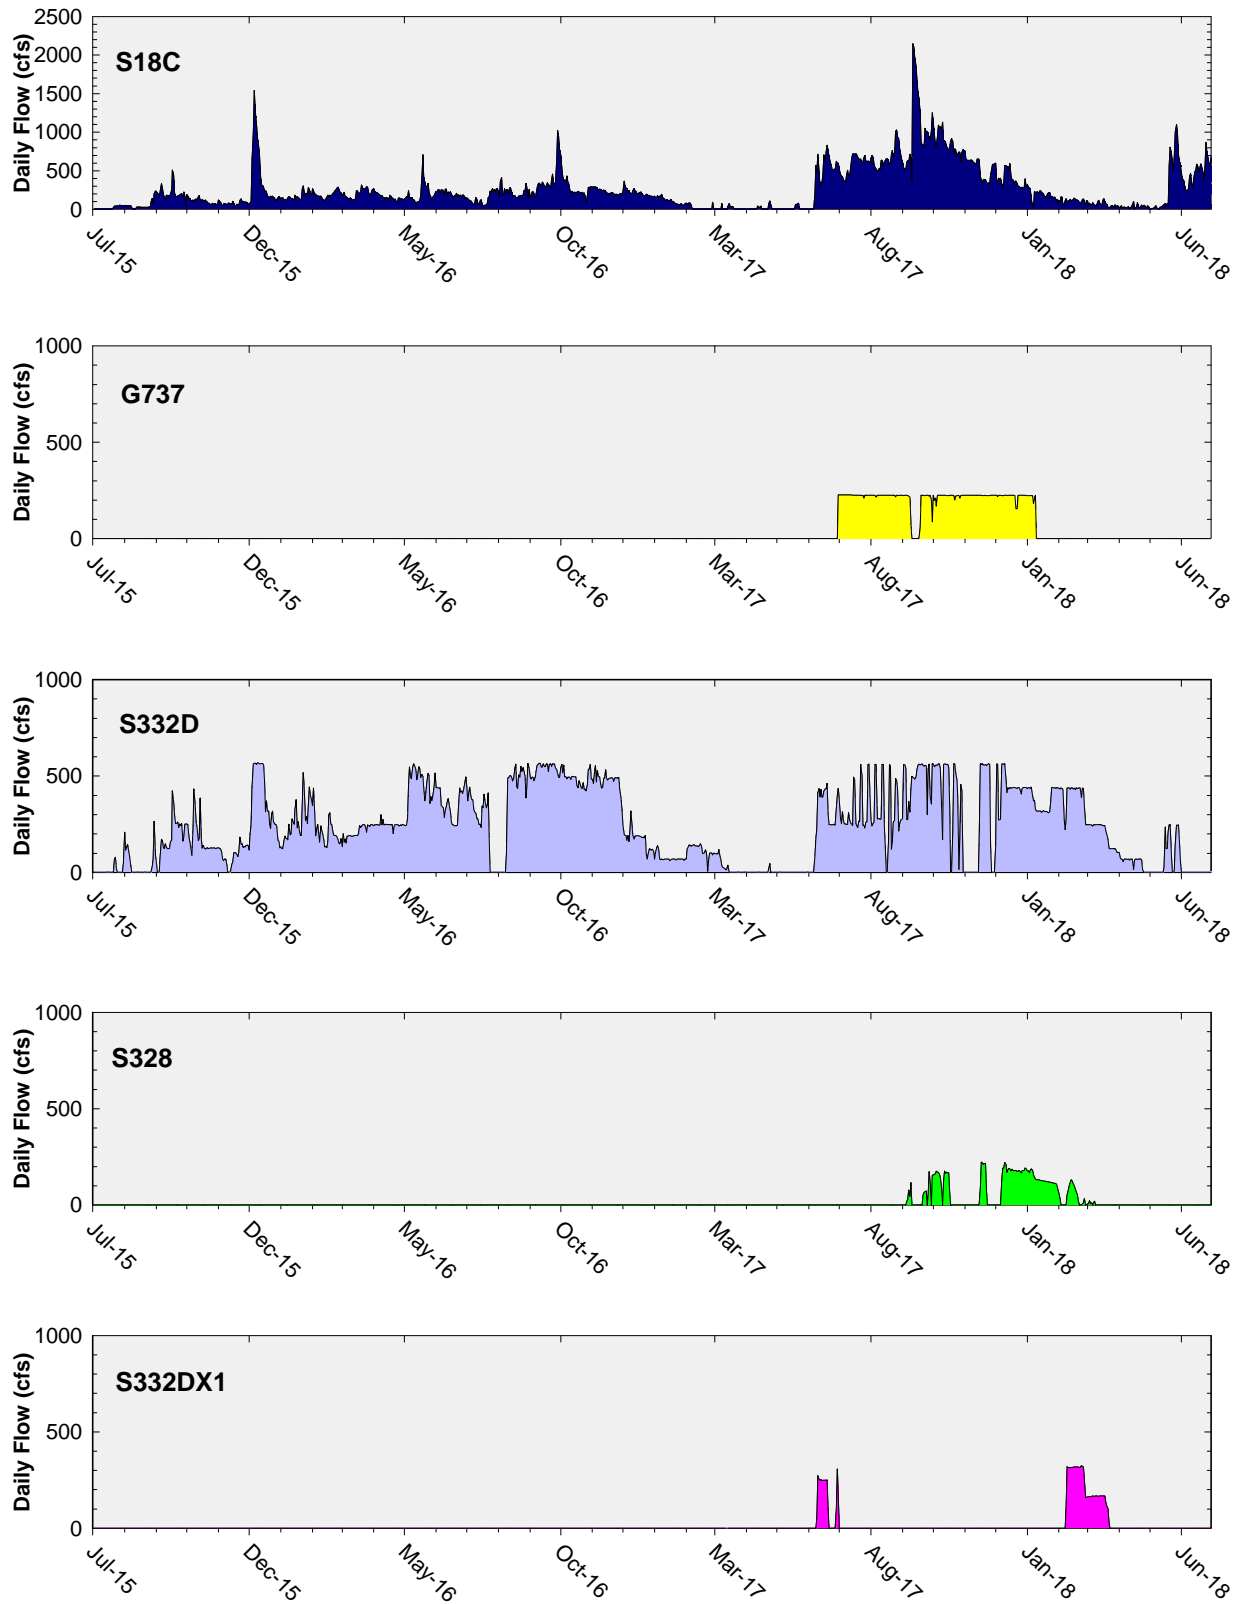 2500
2000
1500
1000
500
0
Daily Flow (cfs)
S18C
Jul-15 Dec-15 May-16 Oct-16 Mar-17 Aug-17 Jan-18 Jun-18
1000
500
0
Daily Flow (cfs)
G737
Jul-15 Dec-15 May-16 Oct-16 Mar-17 Aug-17 Jan-18 Jun-18
1000
500
0
Daily Flow (cfs)
S332D
Jul-15 Dec-15 May-16 Oct-16 Mar-17 Aug-17 Jan-18 Jun-18
1000
500
0
Daily Flow (cfs)
S328
Jul-15 Dec-15 May-16 Oct-16 Mar-17 Aug-17 Jan-18 Jun-18
1000
500
0
Daily Flow (cfs)
S332DX1
Jul-15 Dec-15 May-16 Oct-16 Mar-17 Aug-17 Jan-18 Jun-18